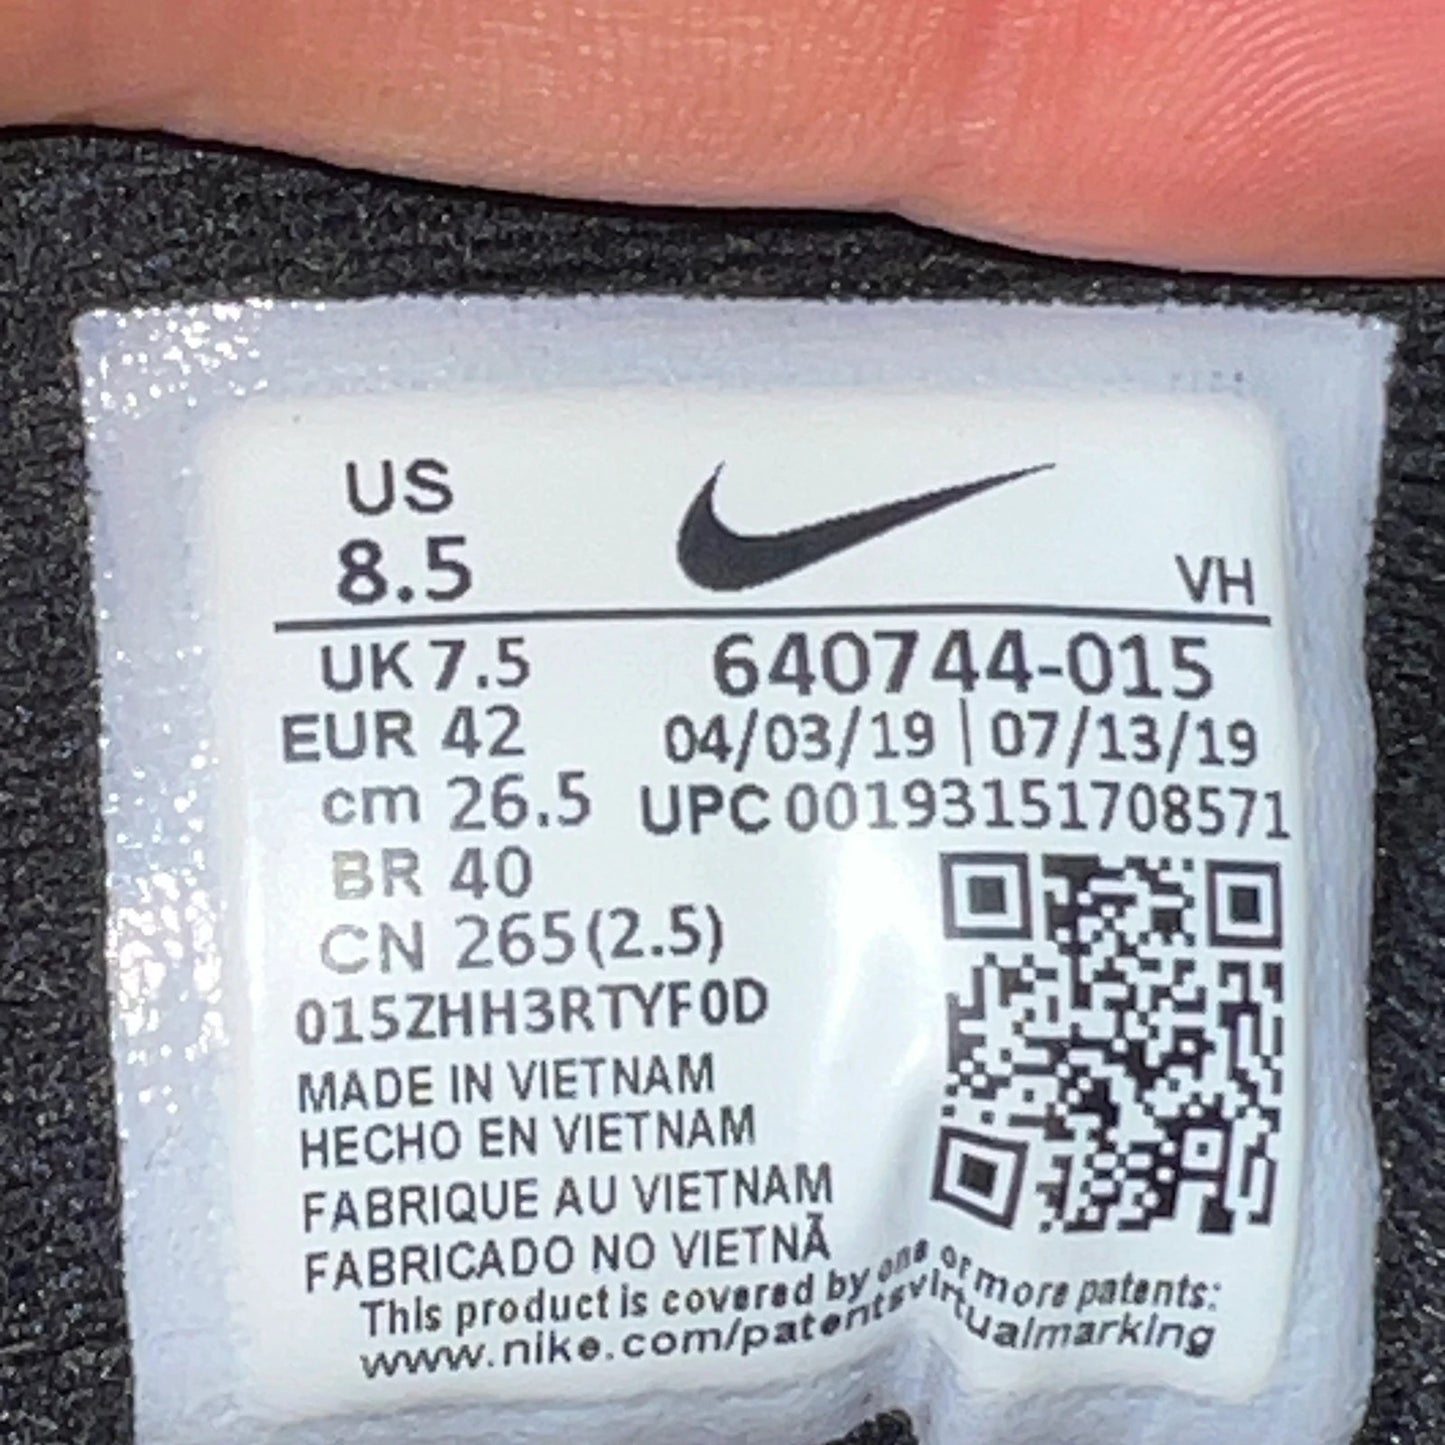 US
8.5
VH
UK 7.5
640744-015
EUR 42
04/03/19 | 07/13/19
cm 26.5
UPC 00193151708571
BR 40
CN 265(2.5)
015ZHH3RTYF0D
MADE IN VIETNAM
HECHO EN VIETNAM
FABRIQUE AU VIETNAM
FABRICADO NO VIETNÃ
This product is covered by one or more patents:
www.nike.com/patentsvirtualmarking